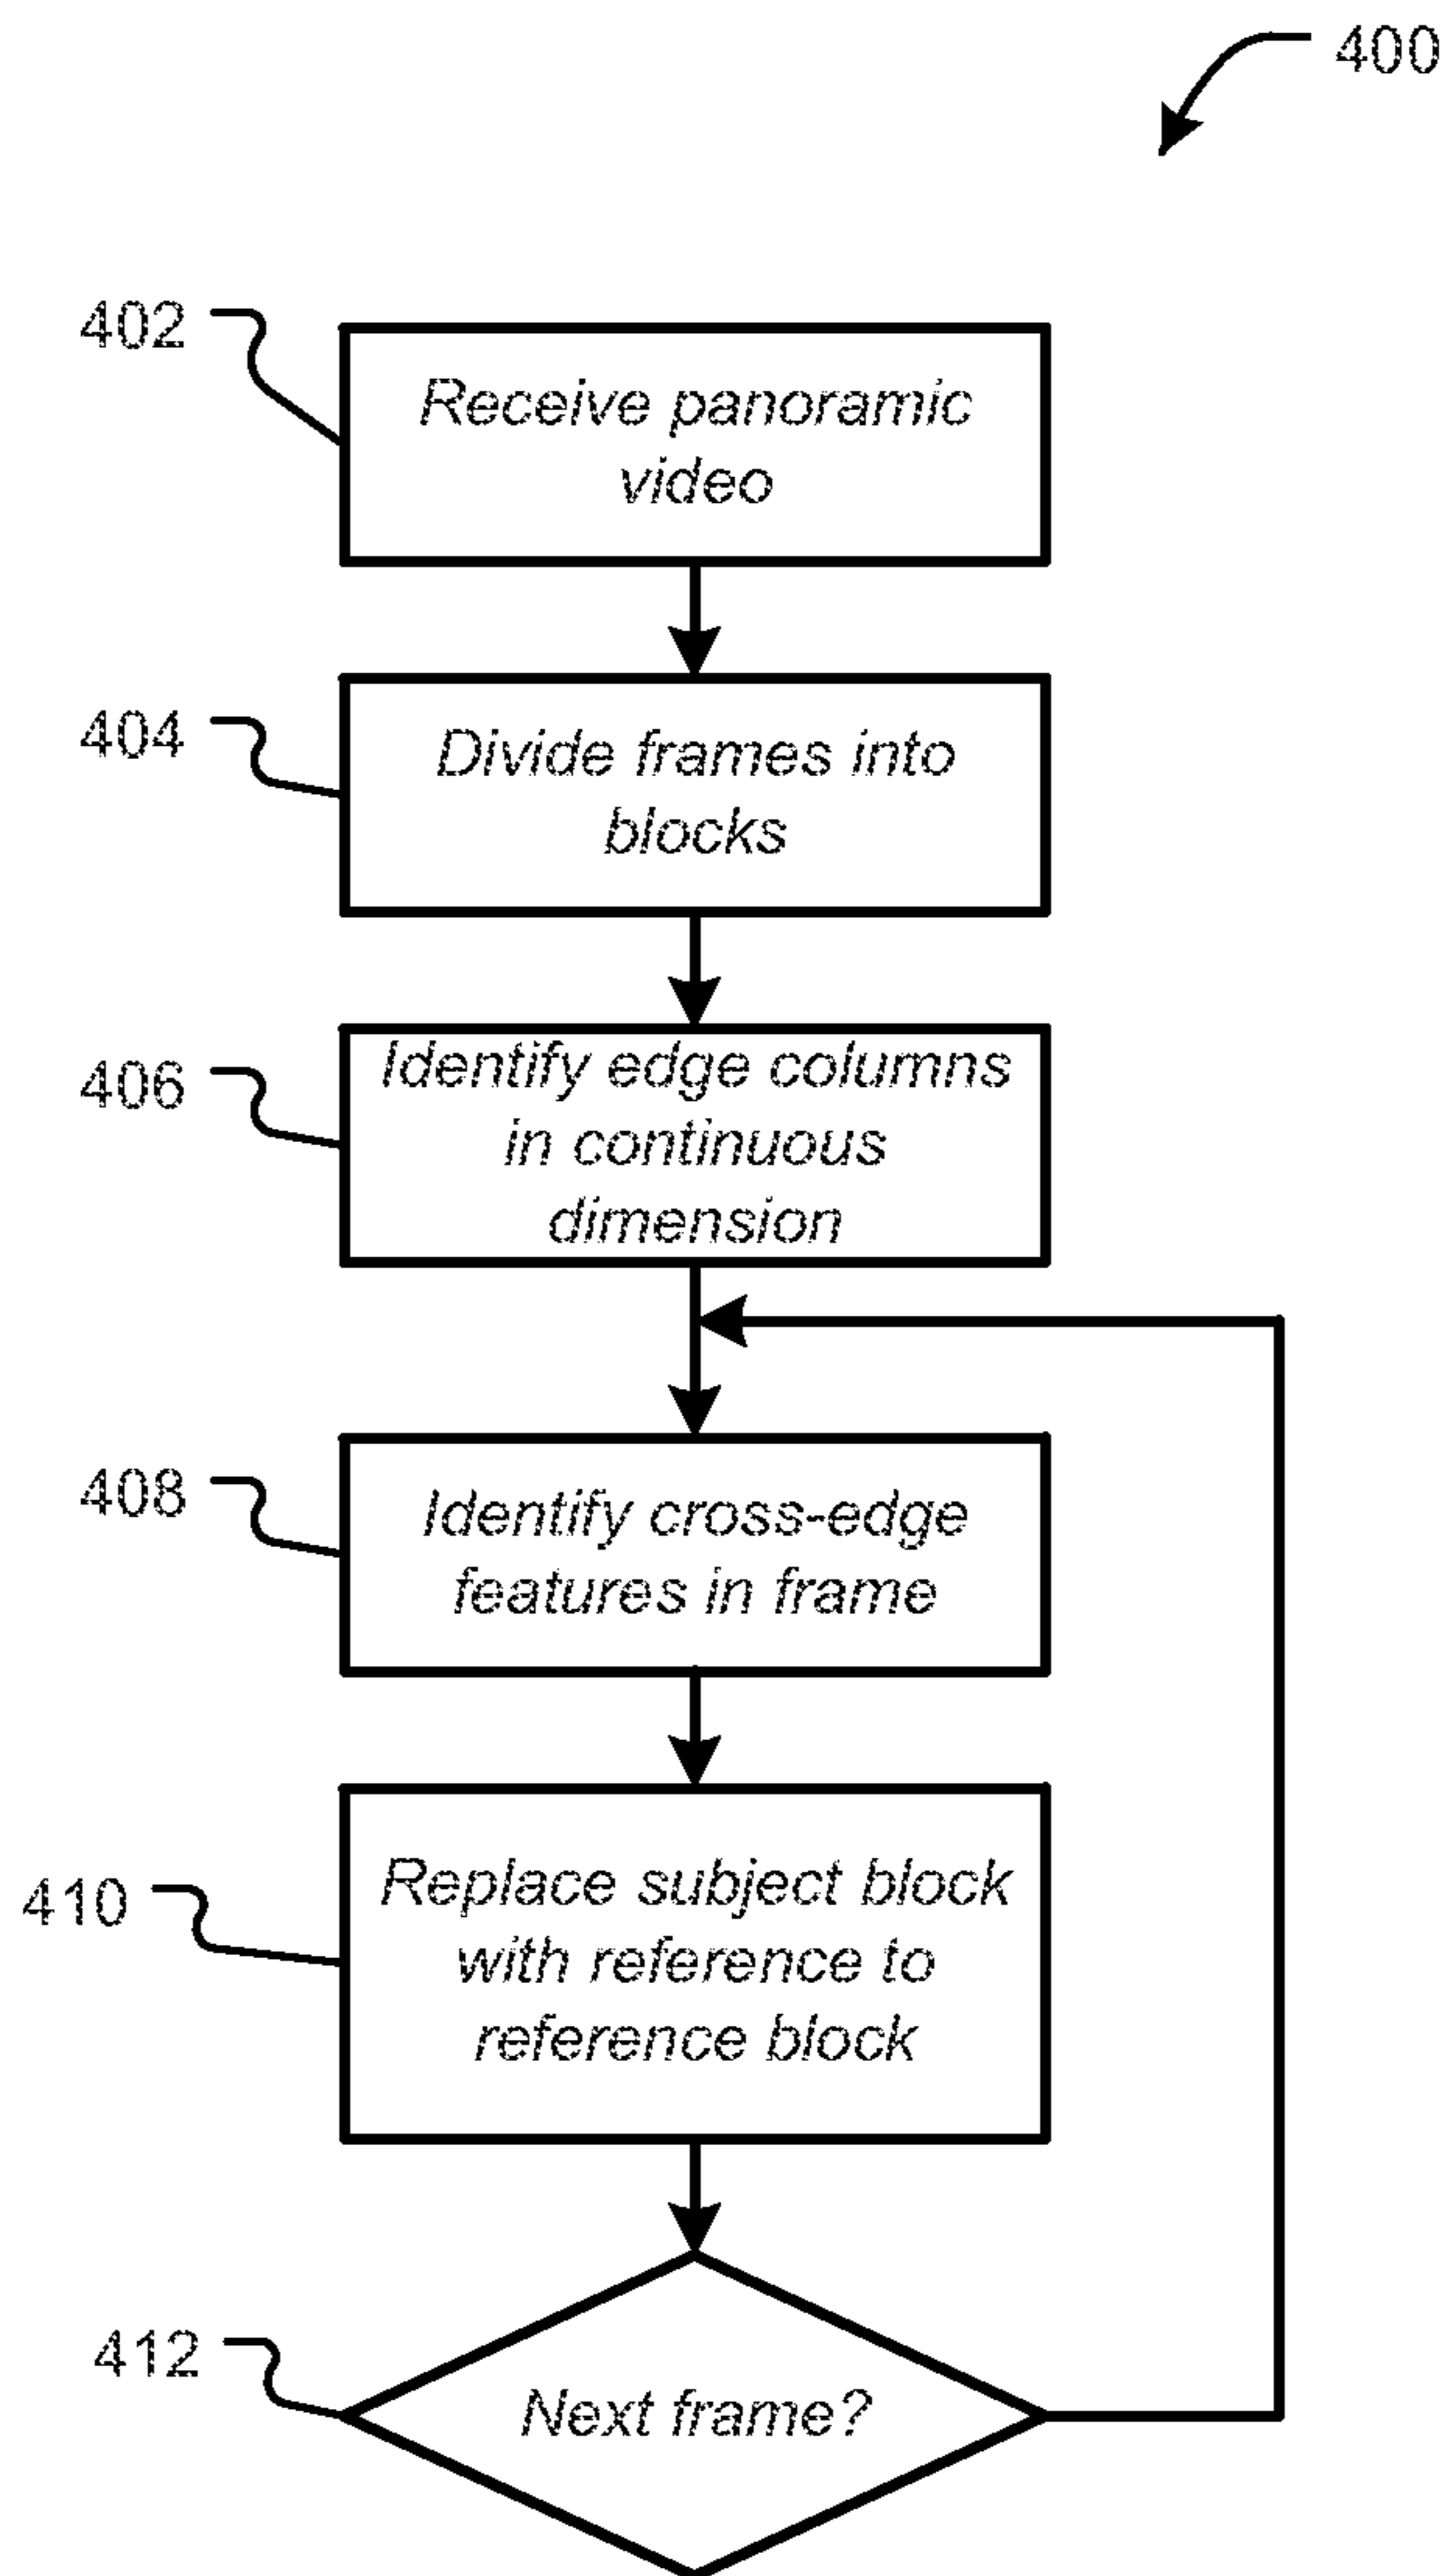 400
402
Receive panoramic
video
404
Divide frames into
blocks
406
Identify edge columns
in continuous
dimension
408
Identify cross-edge
features in frame
410
Replace subject block
with reference to
reference block
412
Next frame?